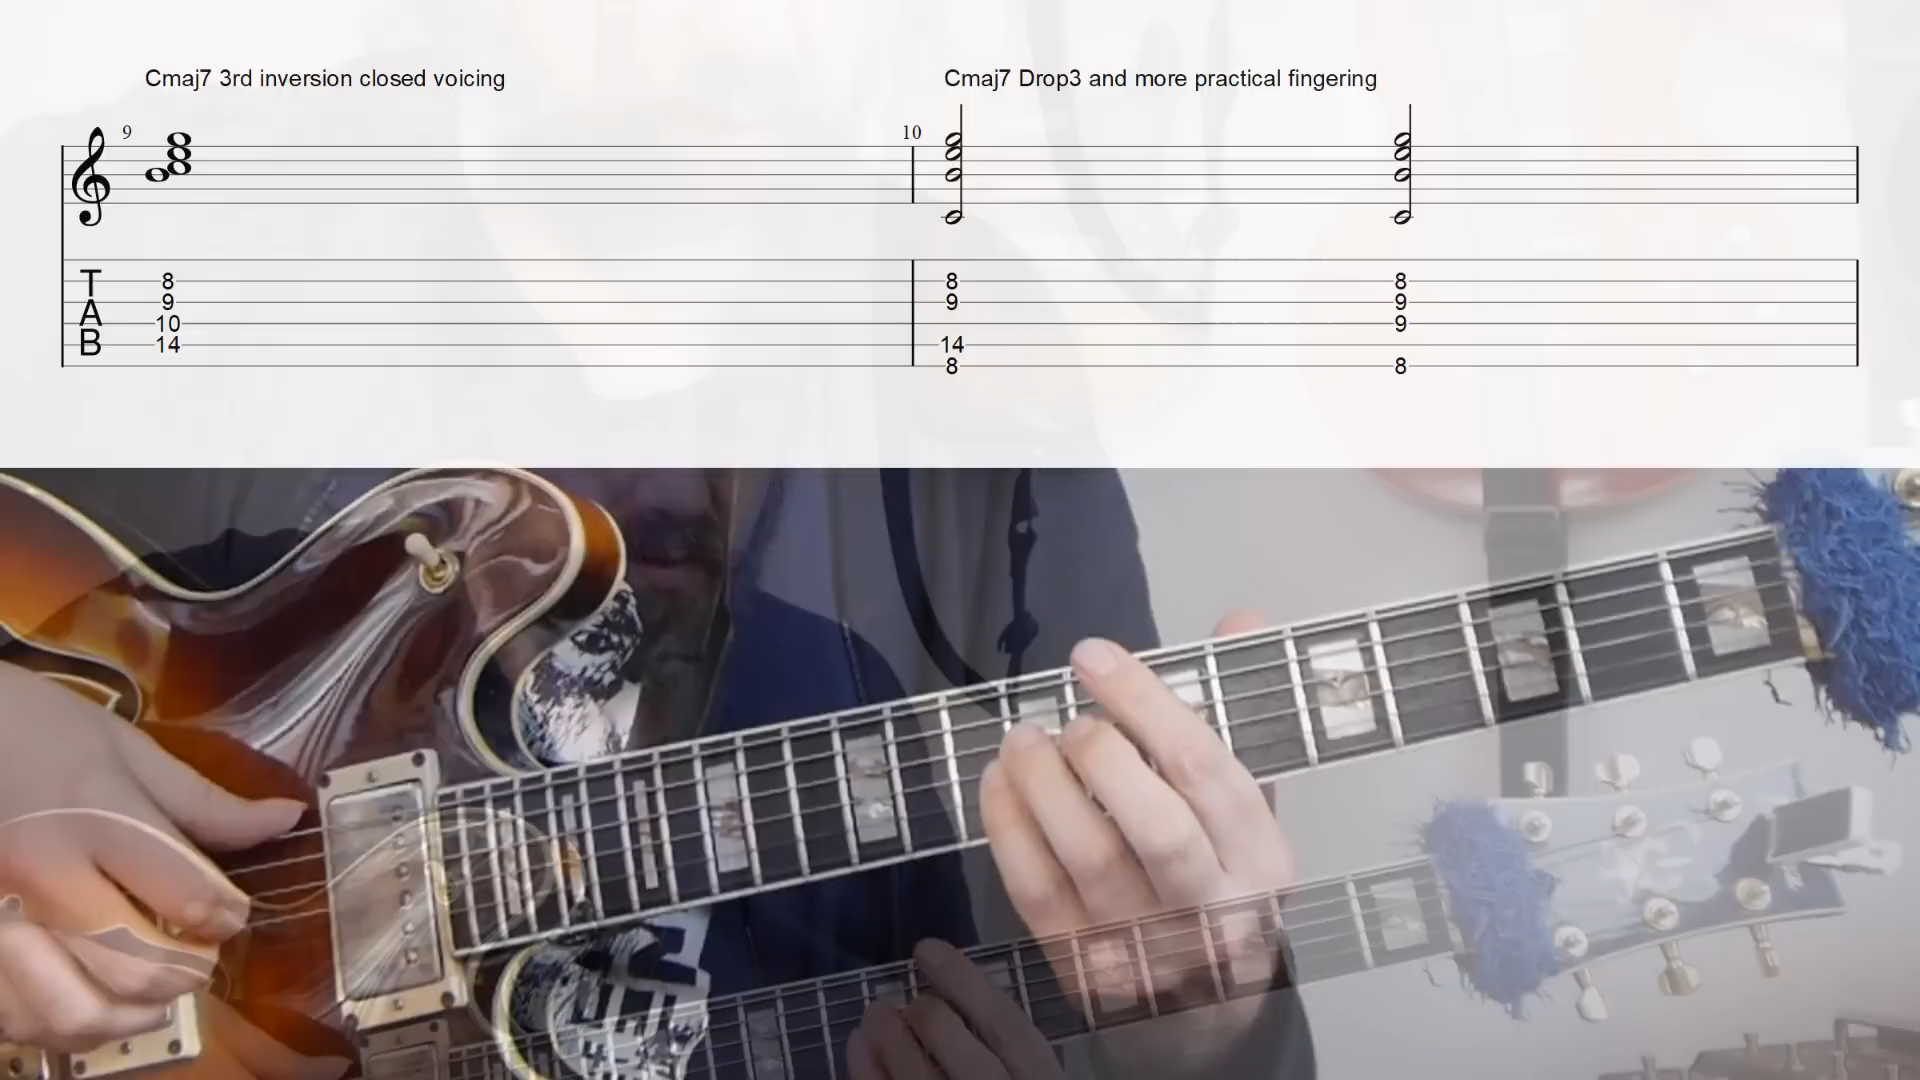 Cmaj7 3rd inversion closed voicing
Cmaj7 Drop3 and more practical fingering
9
10
T
A
B
8
9
10
14
8
9
14
8
8
9
9
8